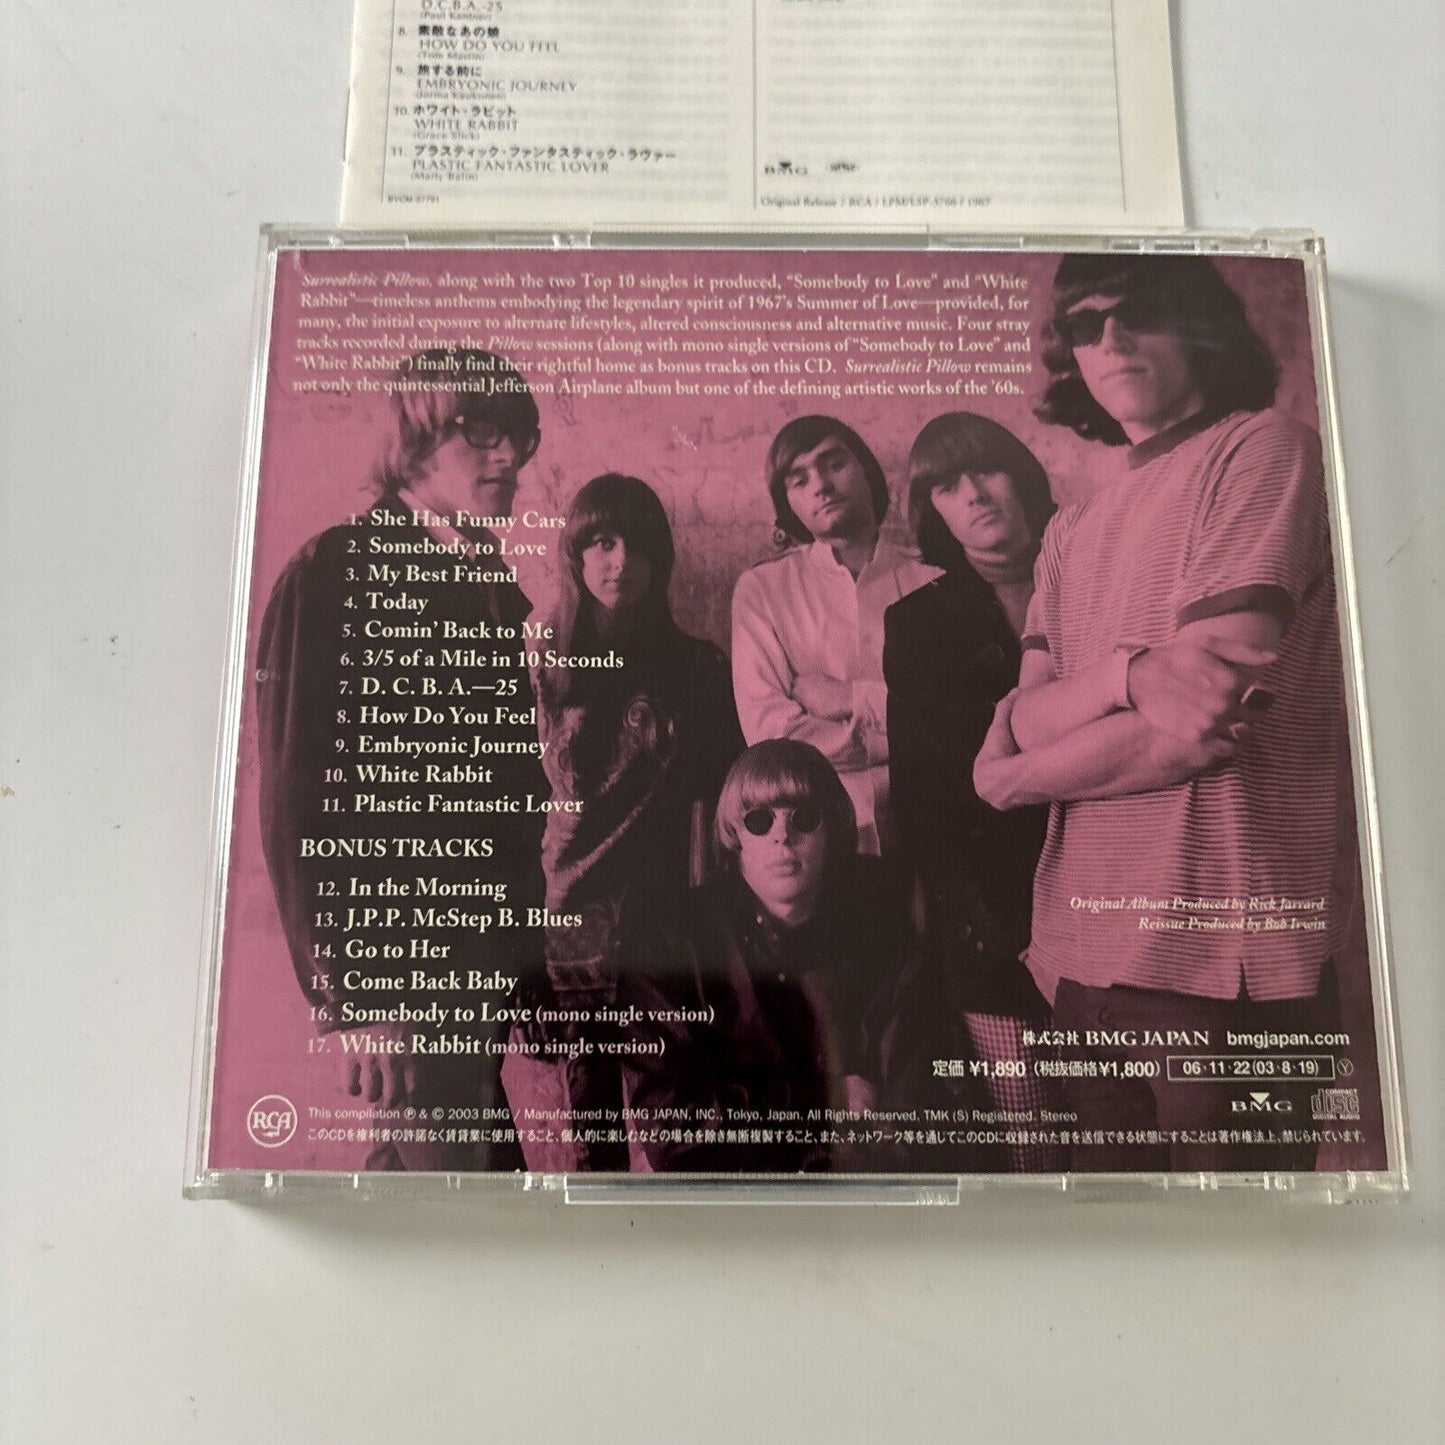 D.C.B.A.-25
(Paul Kantner)
8. 素敵なあの娘
HOW DO YOU FEEL
(Tom Mastin)
9. 旅する前に
EMBRYONIC JOURNEY
(Jorma Kaukonen)
10. ホワイト・ラビット
WHITE RABBIT
(Grace Slick)
11. プラスティック・ファンタスティック・ラヴァー
PLASTIC FANTASTIC LOVER
(Marty Balin)
BVCM-37791
BMG
Original Release : RCA / LPM/LSP-3766 / 1967
Surrealistic Pillow, along with the two Top 10 singles it produced, “Somebody to Love” and “White
Rabbit”—timeless anthems embodying the legendary spirit of 1967’s Summer of Love—provided, for
many, the initial exposure to alternate lifestyles, altered consciousness and alternative music. Four stray
tracks recorded during the Pillow sessions (along with mono single versions of “Somebody to Love” and
“White Rabbit”) finally find their rightful home as bonus tracks on this CD. Surrealistic Pillow remains
not only the quintessential Jefferson Airplane album but one of the defining artistic works of the ’60s.
1. She Has Funny Cars
2. Somebody to Love
3. My Best Friend
4. Today
5. Comin’ Back to Me
6. 3/5 of a Mile in 10 Seconds
7. D. C. B. A.—25
8. How Do You Feel
9. Embryonic Journey
10. White Rabbit
11. Plastic Fantastic Lover
BONUS TRACKS
12. In the Morning
13. J.P.P. McStep B. Blues
14. Go to Her
15. Come Back Baby
16. Somebody to Love (mono single version)
17. White Rabbit (mono single version)
Original Album Produced by Rick Jarrard
Reissue Produced by Bob Irwin
株式会社 BMG JAPAN bmgjapan.com
定価 ¥1,890 (税抜価格¥1,800) 06・11・22(03・8・19) Ⓨ
BMG COMPACT disc DIGITAL AUDIO
RCA
This compilation ℗ & © 2003 BMG / Manufactured by BMG JAPAN, INC., Tokyo, Japan. All Rights Reserved. TMK (S) Registered. Stereo
このCDを権利者の許諾なく賃貸業に使用すること、個人的に楽しむなどの場合を除き無断複製すること、また、ネットワーク等を通じてこのCDに収録された音を送信できる状態にすることは著作権法上、禁じられています。